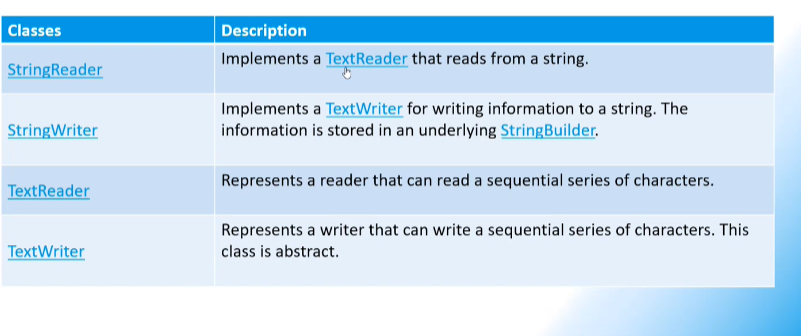 Classes Description
StringReader Implements a TextReader that reads from a string.
StringWriter Implements a TextWriter for writing information to a string. The
information is stored in an underlying StringBuilder.
TextReader Represents a reader that can read a sequential series of characters.
TextWriter Represents a writer that can write a sequential series of characters. This
class is abstract.